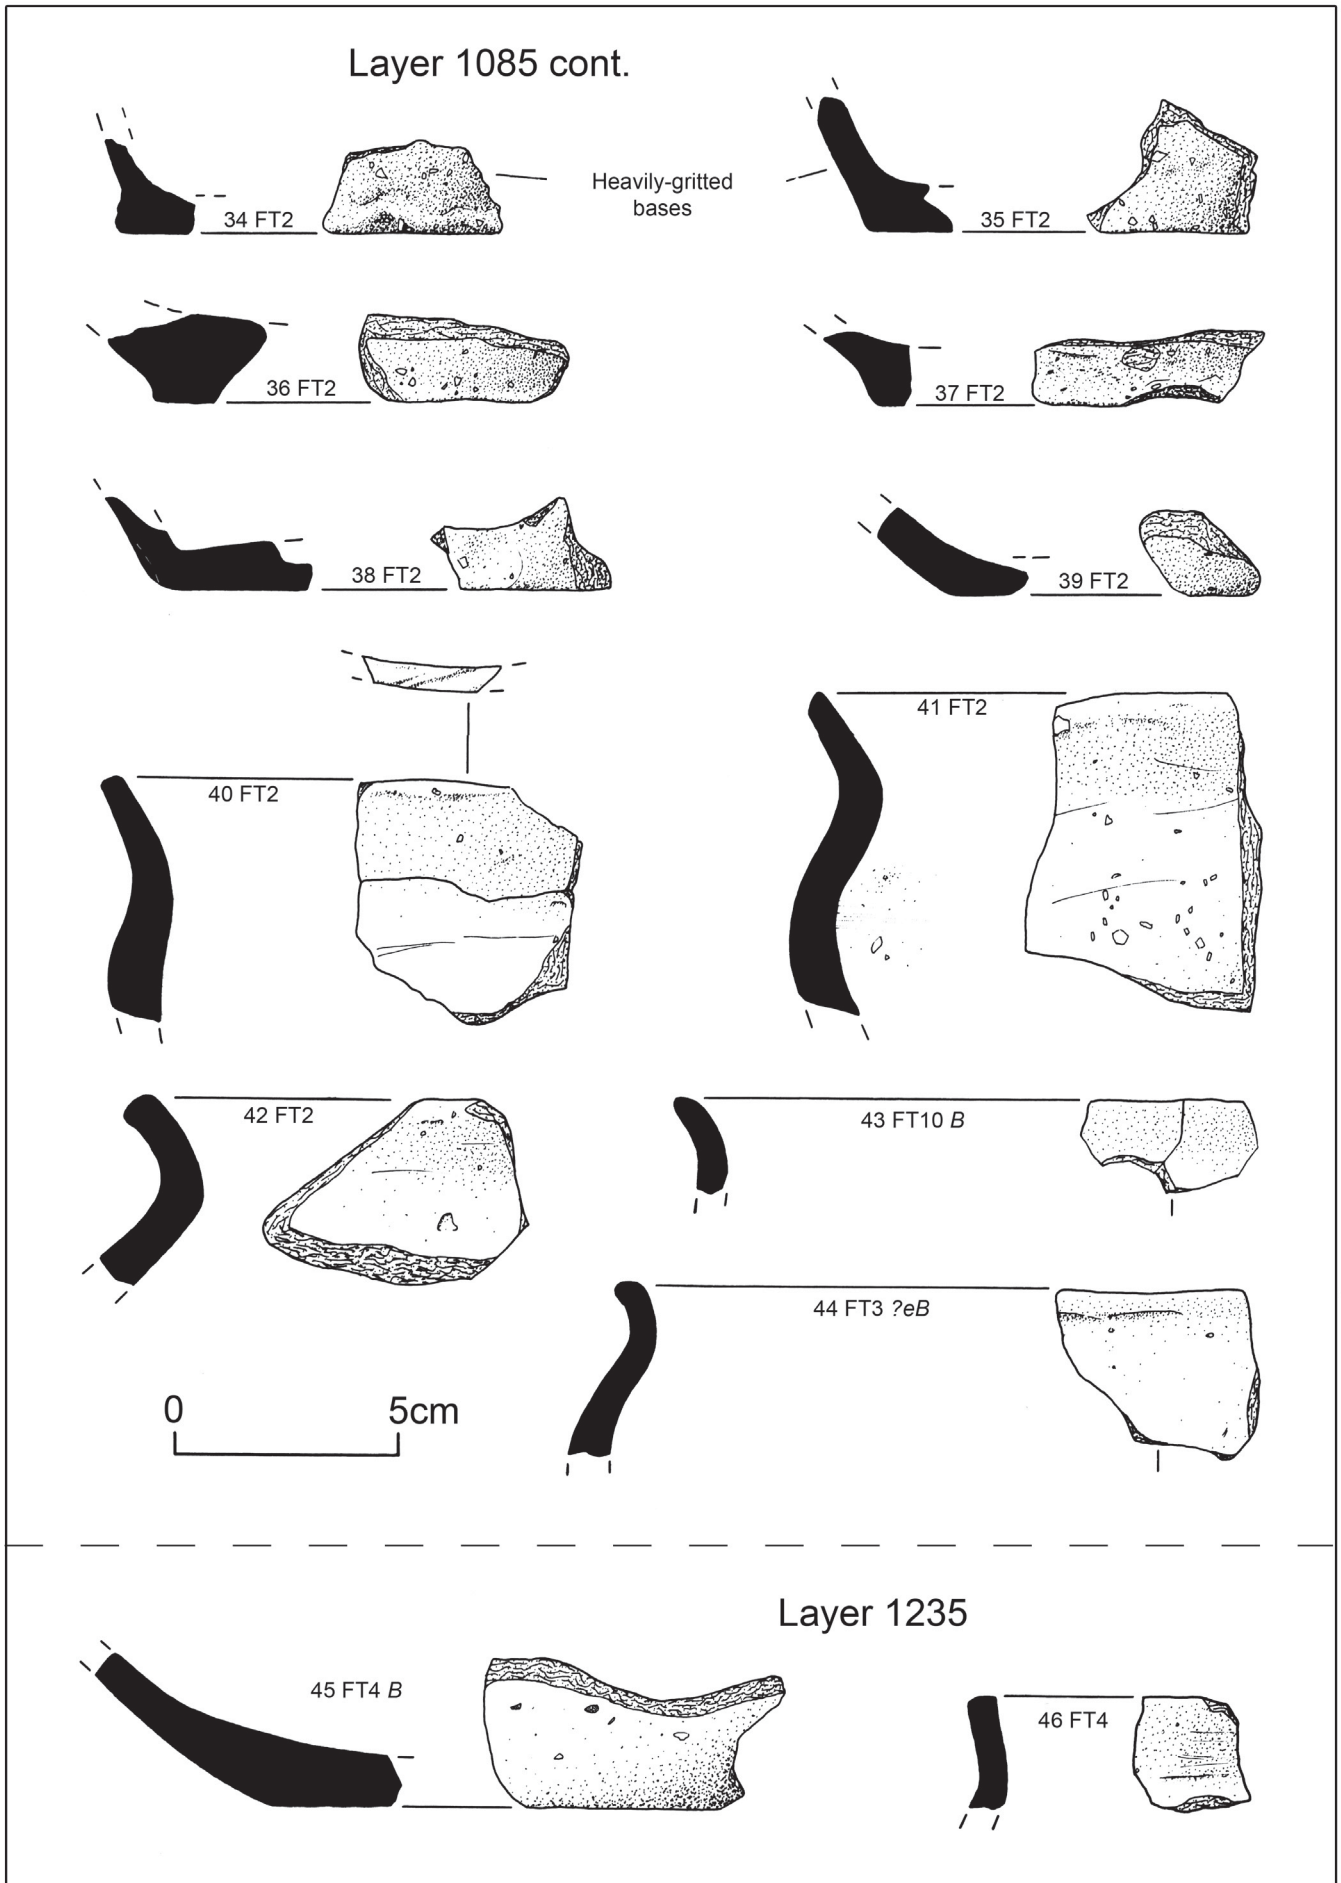 Layer 1085 cont.
34 FT2
Heavily-gritted
bases
35 FT2
36 FT2
37 FT2
38 FT2
39 FT2
40 FT2
41 FT2
42 FT2
43 FT10 B
44 FT3 ?eB
0 5cm
Layer 1235
45 FT4 B
46 FT4